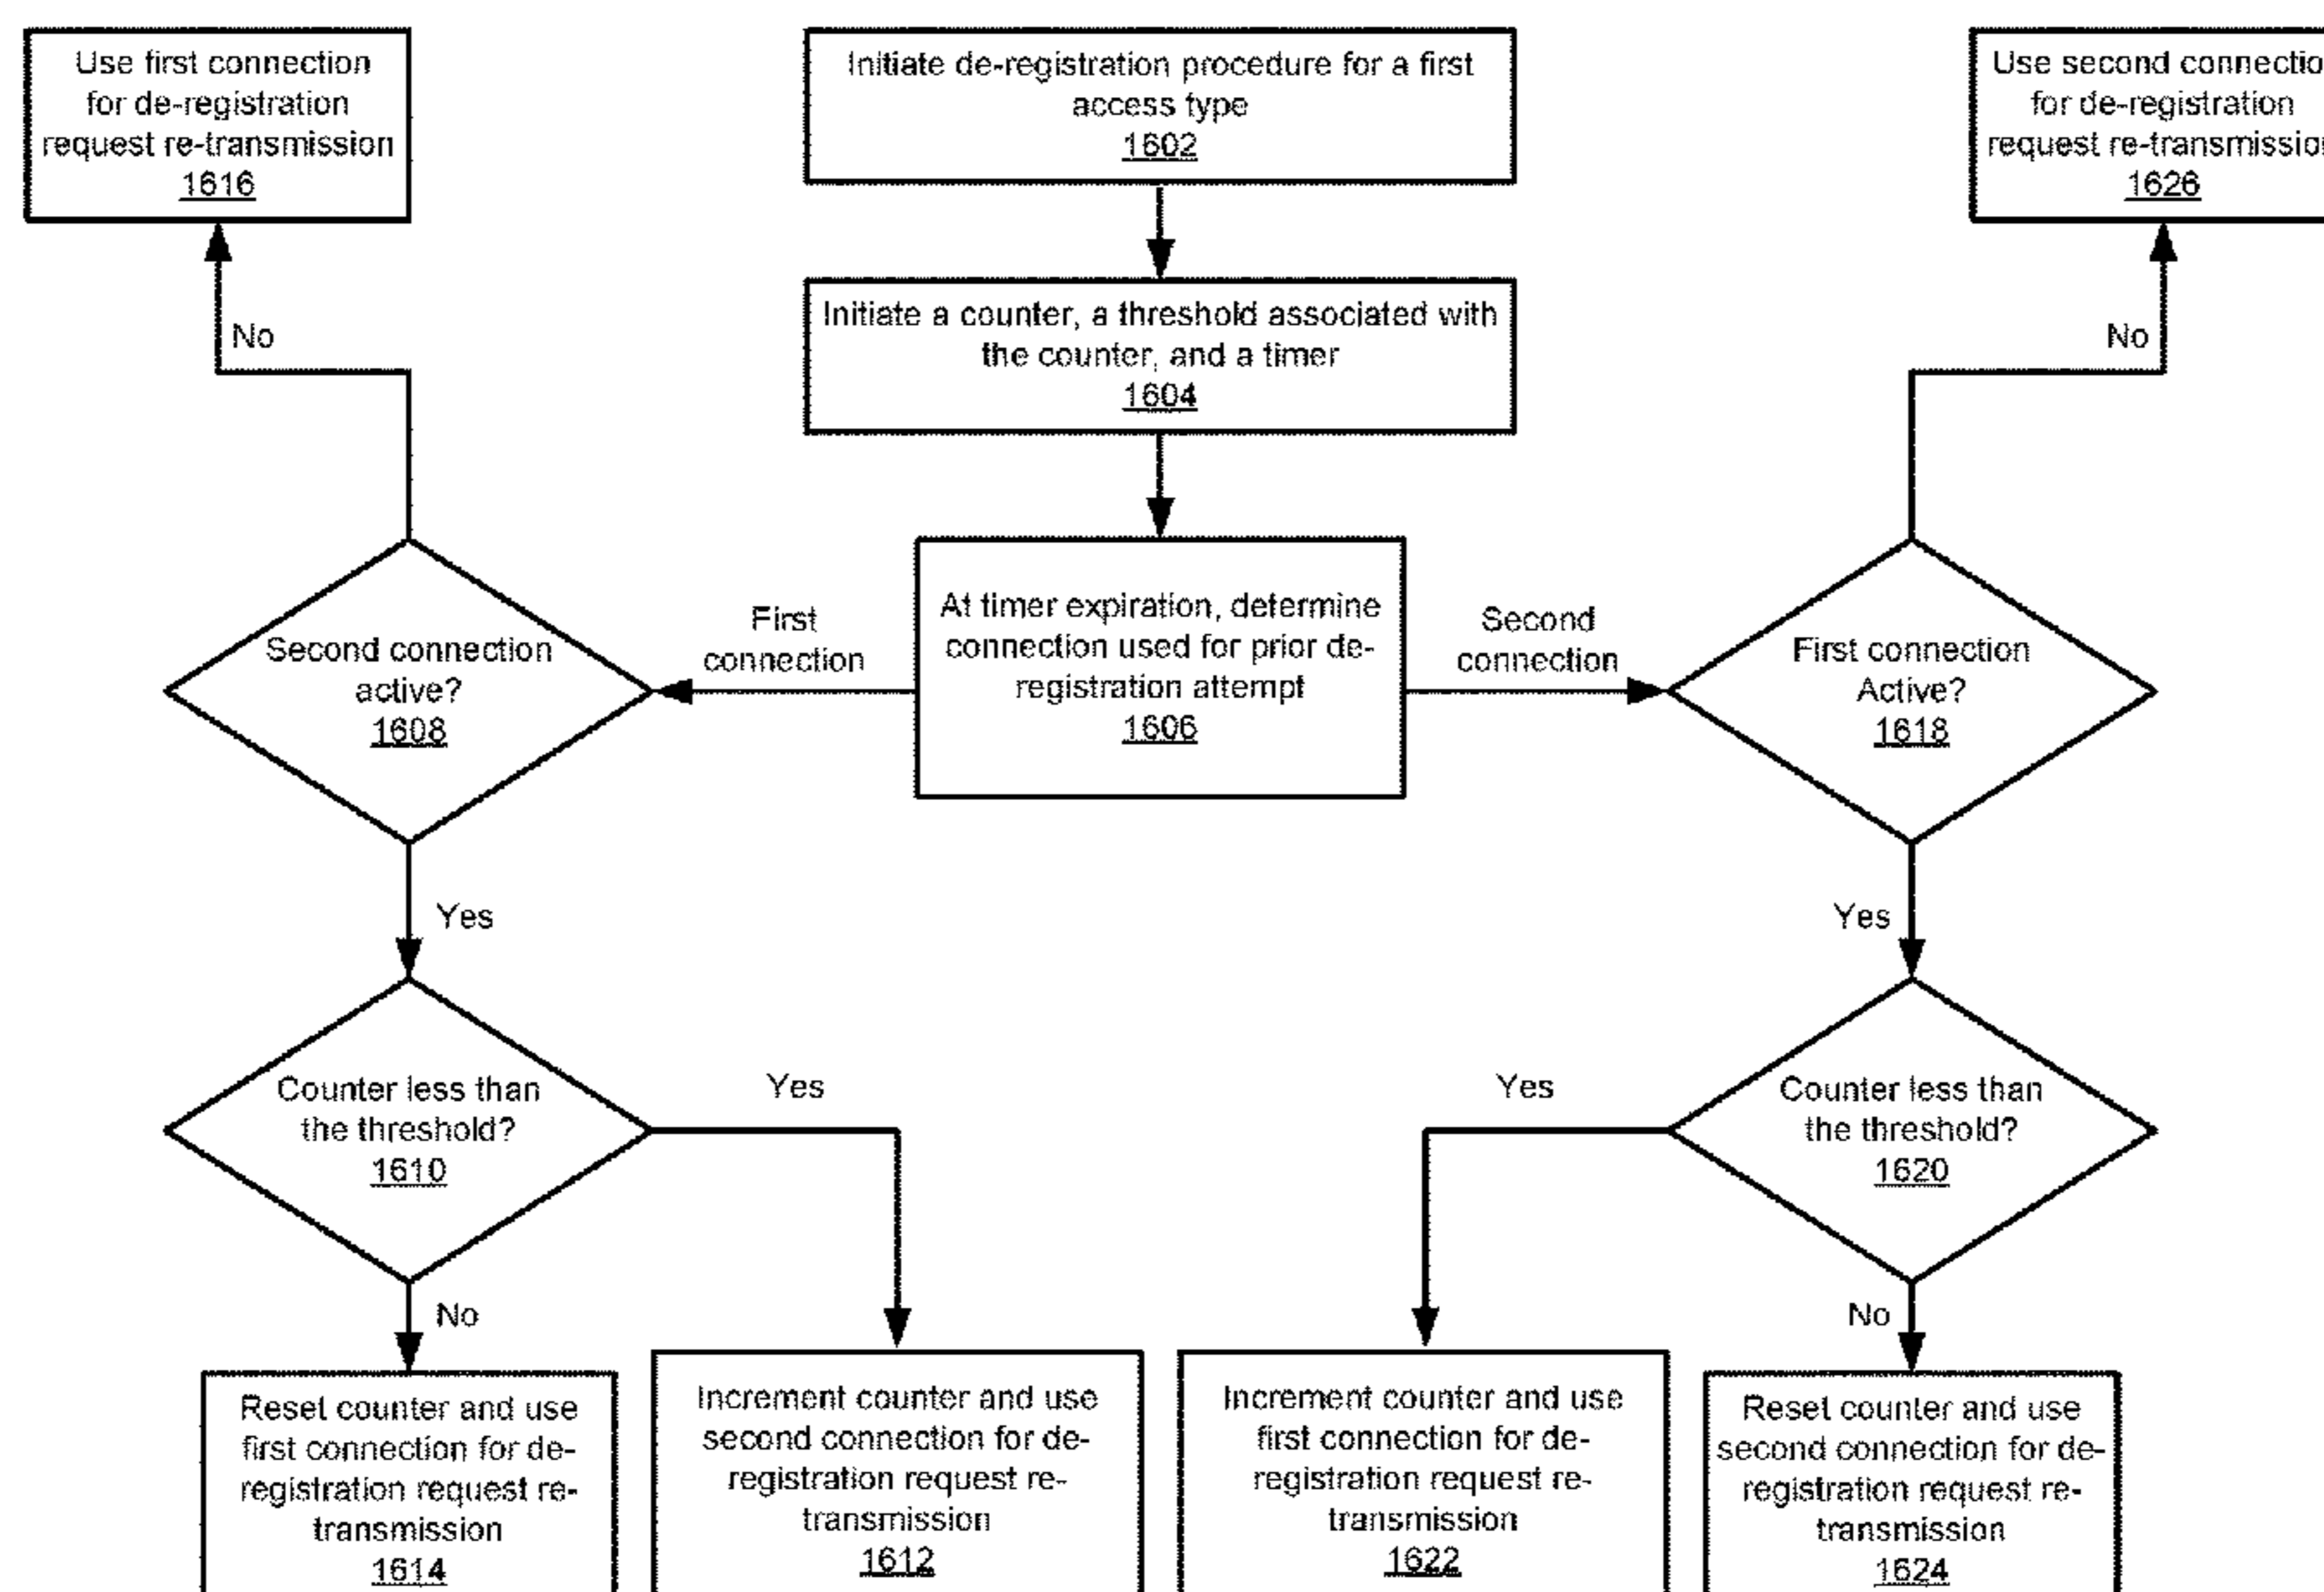 Use first connection
for de-registration
request re-transmission
1616
Initiate de-registration procedure for a first
access type
1602
Use second connectio
for de-registration
request re-transmission
1626
No
Initiate a counter, a threshold associated with
the counter, and a timer
1604
No
Second connection
active?
1608
First
connection
At timer expiration, determine
connection used for prior de-
registration attempt
1606
Second
connection
First connection
Active?
1618
Yes
Yes
Counter less than
the threshold?
1610
Yes
Yes
Counter less than
the threshold?
1620
No
No
Reset counter and use
first connection for de-
registration request re-
transmission
1614
Increment counter and use
second connection for de-
registration request re-
transmission
1612
Increment counter and use
first connection for de-
registration request re-
transmission
1622
Reset counter and use
second connection for de-
registration request re-
transmission
1624